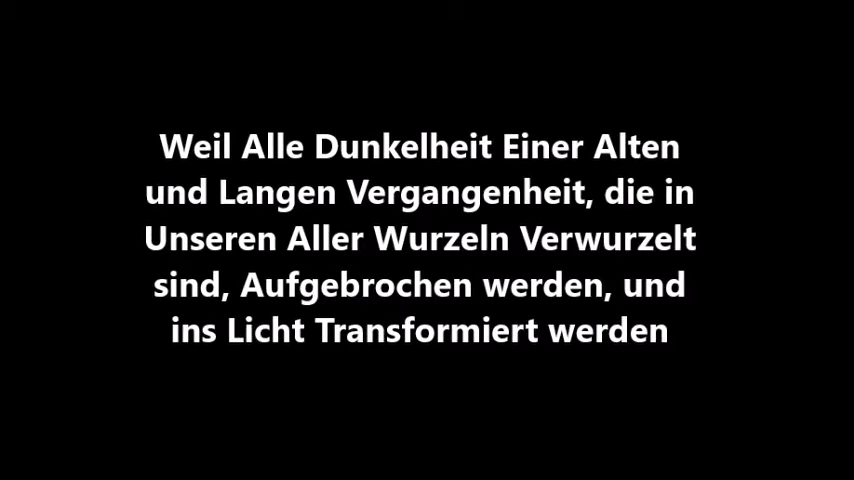 Weil Alle Dunkelheit Einer Alten
und Langen Vergangenheit, die in
Unseren Aller Wurzeln Verwurzelt
sind, Aufgebrochen werden, und
ins Licht Transformiert werden